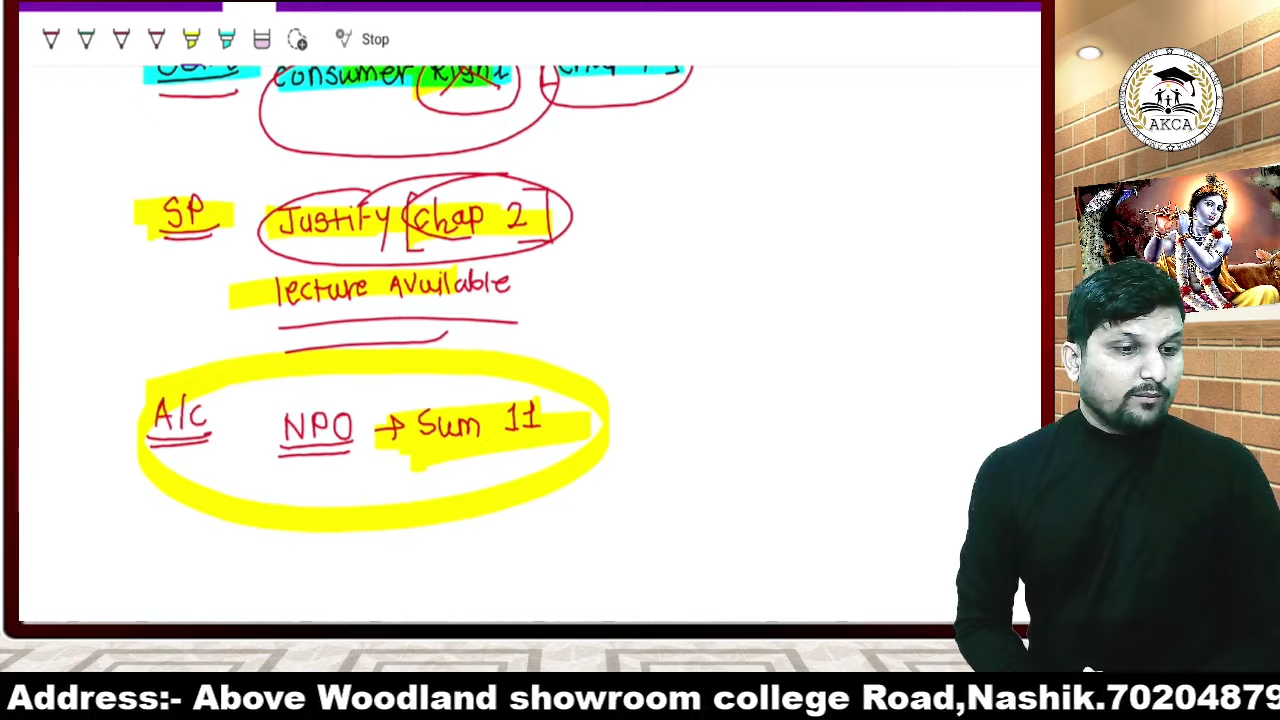 Stop
consumer Right
SP Justify [chap 2]
lecture Available
A/C NPO → Sum 11
AKCA
Address:- Above Woodland showroom college Road,Nashik.70204879